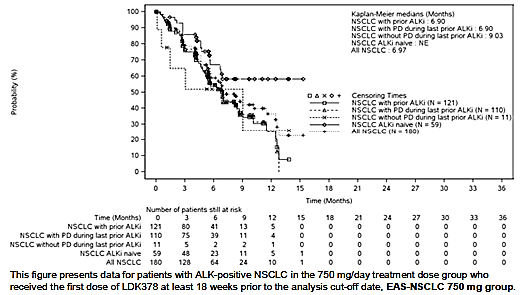 Kaplan-Meier medians (Months)
NSCLC with prior ALKi : 6.90
NSCLC with PD during last prior ALKi : 6.90
NSCLC without PD during last prior ALKi : 9.03
NSCLC ALKi naive : NE
All NSCLC : 6.97
Probability (%)
100
90
80
70
60
50
40
30
20
10
0
Censoring Times
NSCLC with prior ALKi (N = 121)
NSCLC with PD during last prior ALKi (N = 110)
NSCLC without PD during last prior ALKi (N = 11)
NSCLC ALKi naive (N = 59)
All NSCLC (N = 180)
0 3 6 9 12 15 18 21 24 27 30 33 36
Time (Months)
Number of patients still at risk
Time (Months) 0 3 6 9 12 15 18 21 24 27 30 33 36
NSCLC with prior ALKi 121 80 41 13 5 0 0 0 0 0 0 0 0
NSCLC with PD during last prior ALKi 110 75 39 11 4 0 0 0 0 0 0 0 0
NSCLC without PD during last prior ALKi 11 5 2 2 1 0 0 0 0 0 0 0 0
NSCLC ALKi naive 59 48 23 11 5 1 0 0 0 0 0 0 0
All NSCLC 180 128 64 24 10 1 0 0 0 0 0 0 0
This figure presents data for patients with ALK-positive NSCLC in the 750 mg/day treatment dose group who
received the first dose of LDK378 at least 18 weeks prior to the analysis cut-off date, EAS-NSCLC 750 mg group.